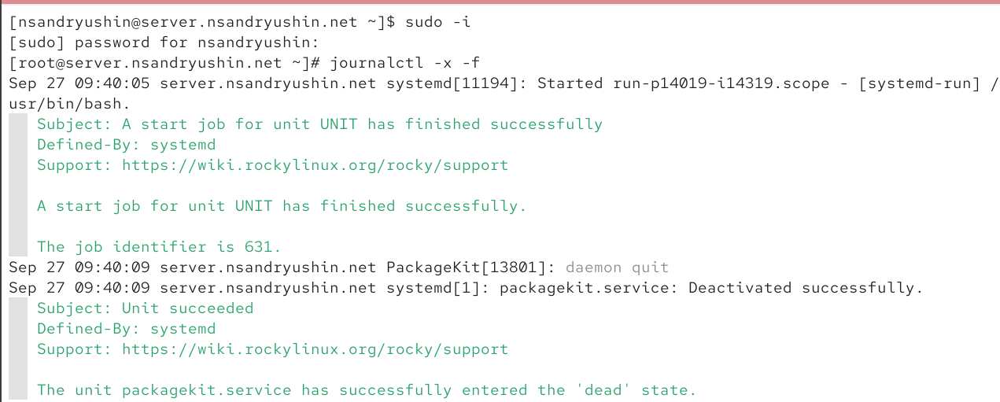 [nsandryushin@server.nsandryushin.net ~]$ sudo -i
[sudo] password for nsandryushin:
[root@server.nsandryushin.net ~]# journalctl -x -f
Sep 27 09:40:05 server.nsandryushin.net systemd[11194]: Started run-p14019-i14319.scope - [systemd-run] /
usr/bin/bash.
Subject: A start job for unit UNIT has finished successfully
Defined-By: systemd
Support: https://wiki.rockylinux.org/rocky/support

A start job for unit UNIT has finished successfully.

The job identifier is 631.
Sep 27 09:40:09 server.nsandryushin.net PackageKit[13801]: daemon quit
Sep 27 09:40:09 server.nsandryushin.net systemd[1]: packagekit.service: Deactivated successfully.
Subject: Unit succeeded
Defined-By: systemd
Support: https://wiki.rockylinux.org/rocky/support

The unit packagekit.service has successfully entered the 'dead' state.